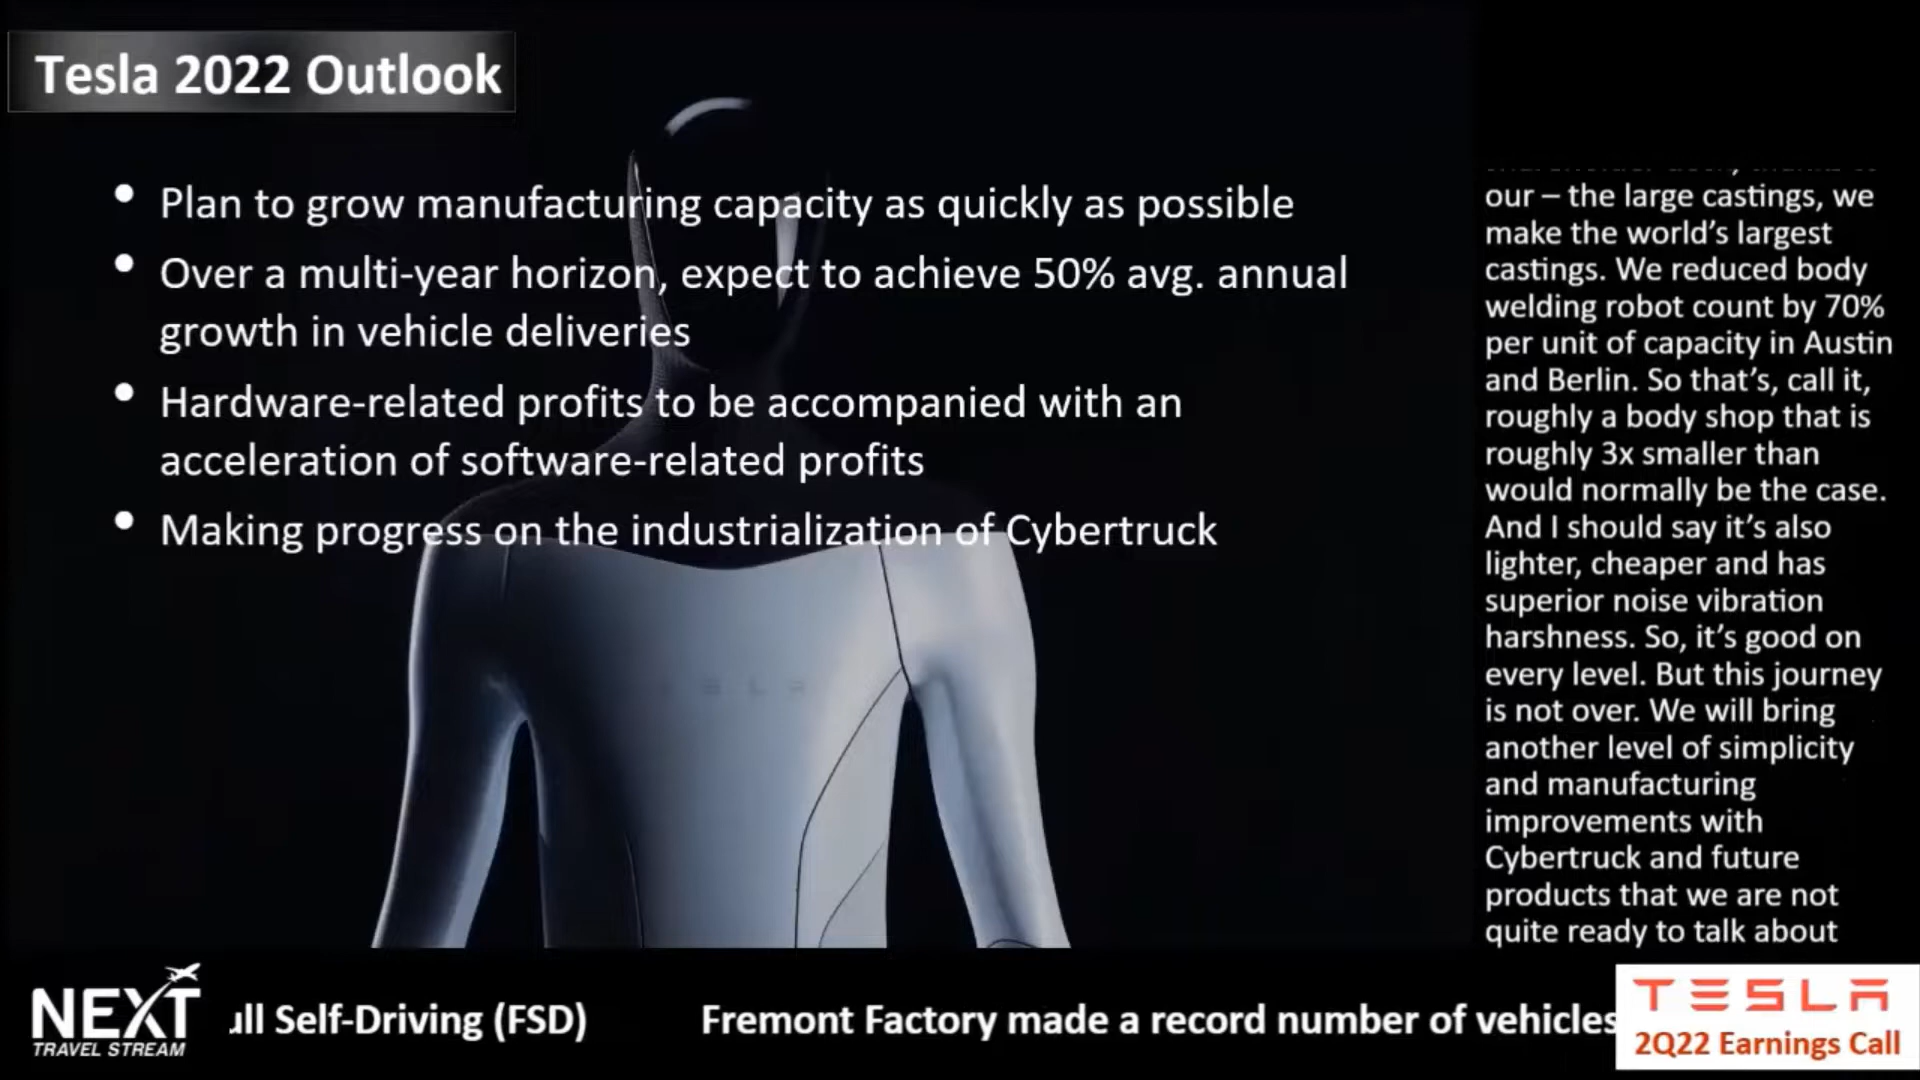 Tesla 2022 Outlook
• Plan to grow manufacturing capacity as quickly as possible
• Over a multi-year horizon, expect to achieve 50% avg. annual
growth in vehicle deliveries
• Hardware-related profits to be accompanied with an
acceleration of software-related profits
• Making progress on the industrialization of Cybertruck
our – the large castings, we
make the world’s largest
castings. We reduced body
welding robot count by 70%
per unit of capacity in Austin
and Berlin. So that’s, call it,
roughly a body shop that is
roughly 3x smaller than
would normally be the case.
And I should say it’s also
lighter, cheaper and has
superior noise vibration
harshness. So, it’s good on
every level. But this journey
is not over. We will bring
another level of simplicity
and manufacturing
improvements with
Cybertruck and future
products that we are not
quite ready to talk about
NEXT
TRAVEL STREAM
Self-Driving (FSD) Fremont Factory made a record number of vehicles
TESLA
2Q22 Earnings Call